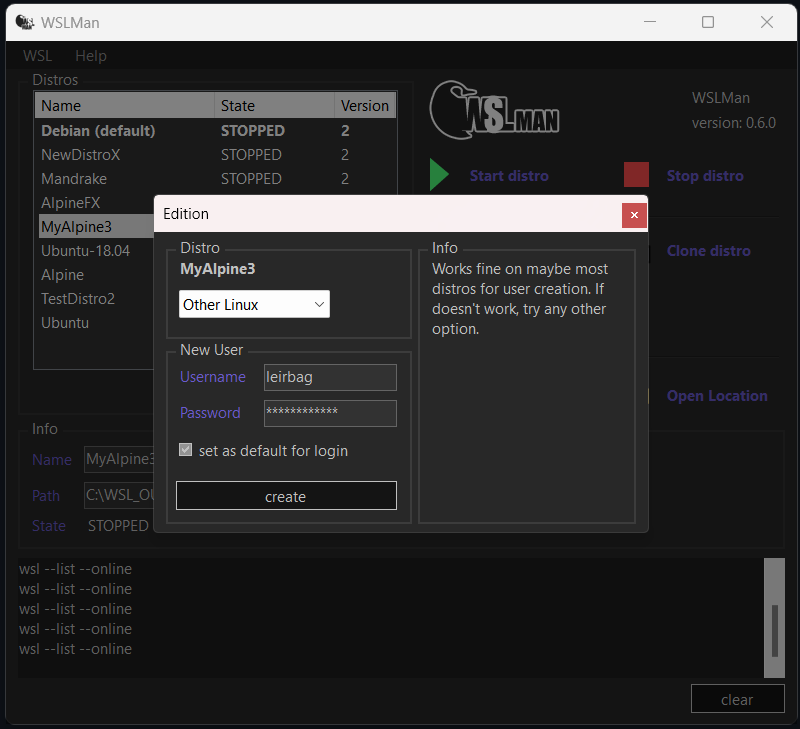 WSLMan
WSL Help
Distros
Name State Version
Debian (default) STOPPED 2
NewDistroX STOPPED 2
Mandrake STOPPED 2
AlpineFX
MyAlpine3
Ubuntu-18.04
Alpine
TestDistro2
Ubuntu
WSLMAN
WSLMan
version: 0.6.0
Start distro
Stop distro
Clone distro
Open Location
Edition
Distro
MyAlpine3
Other Linux
New User
Username leirbag
Password ************
set as default for login
create
Info
Works fine on maybe most
distros for user creation. If
doesn't work, try any other
option.
Info
Name MyAlpine3
Path C:\WSL_OU
State STOPPED
wsl --list --online
wsl --list --online
wsl --list --online
wsl --list --online
wsl --list --online
clear